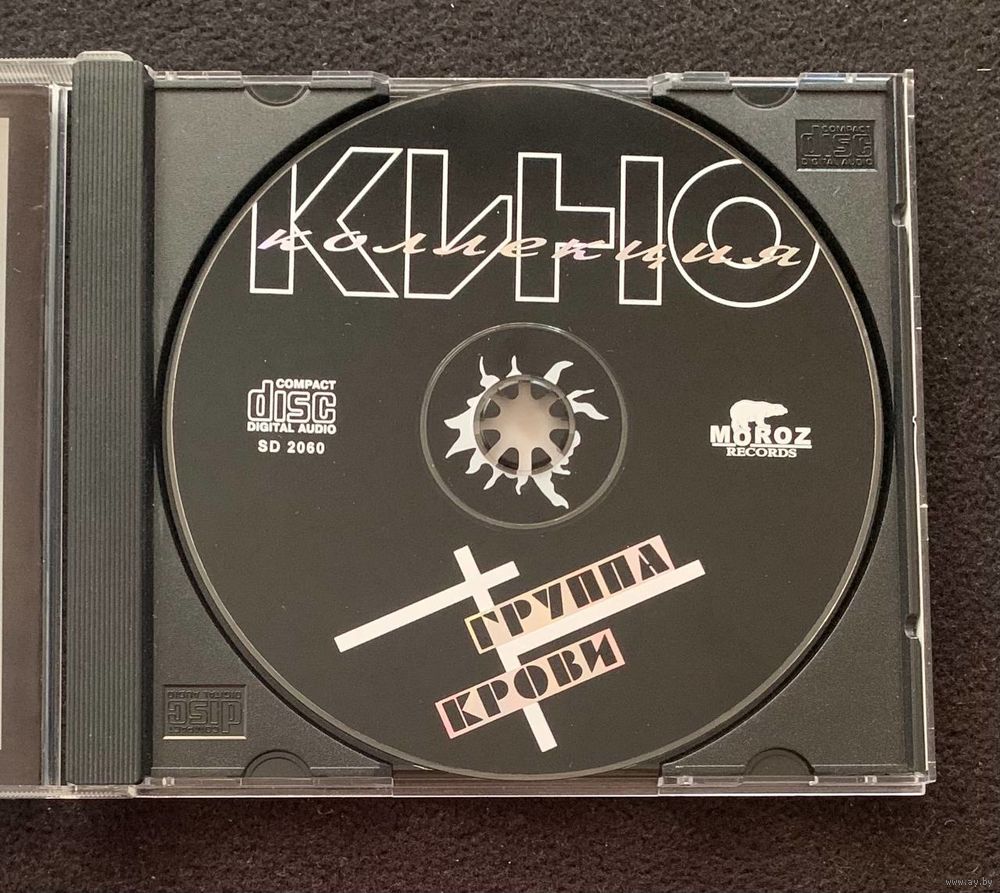 КИНО
коллекция
COMPACT
disc
DIGITAL AUDIO
COMPACT
disc
DIGITAL AUDIO
SD 2060
MOROZ
RECORDS
ГРУППА
КРОВИ
COMPACT
disc
DIGITAL AUDIO
www.ay.by